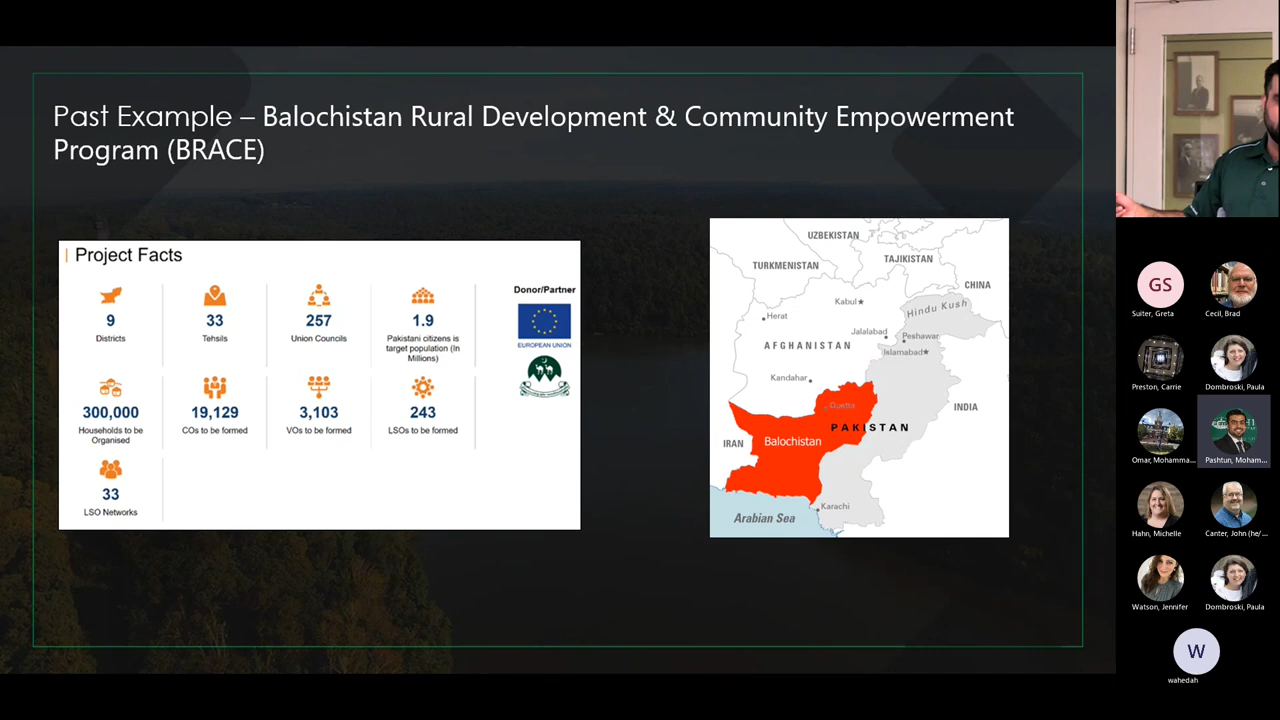 Past Example – Balochistan Rural Development & Community Empowerment
Program (BRACE)
Project Facts
9
Districts
33
Tehsils
257
Union Councils
1.9
Pakistani citizens is
target population (In
Millions)
Donor/Partner
EUROPEAN UNION
300,000
Households to be
Organised
19,129
COs to be formed
3,103
VOs to be formed
243
LSOs to be formed
33
LSO Networks
UZBEKISTAN
TURKMENISTAN
TAJIKISTAN
CHINA
Kabul
Hindu Kush
Herat
Jalalabad
Peshawar
AFGHANISTAN
Islamabad
Kandahar
Quetta
INDIA
PAKISTAN
IRAN
Balochistan
Karachi
Arabian Sea
GS
Suiter, Greta
Cecil, Brad
Preston, Carrie
Dombroski, Paula
Omar, Mohamma...
Pashtun, Moham...
Hahn, Michelle
Canter, John (he/...
Watson, Jennifer
Dombroski, Paula
W
wahedah